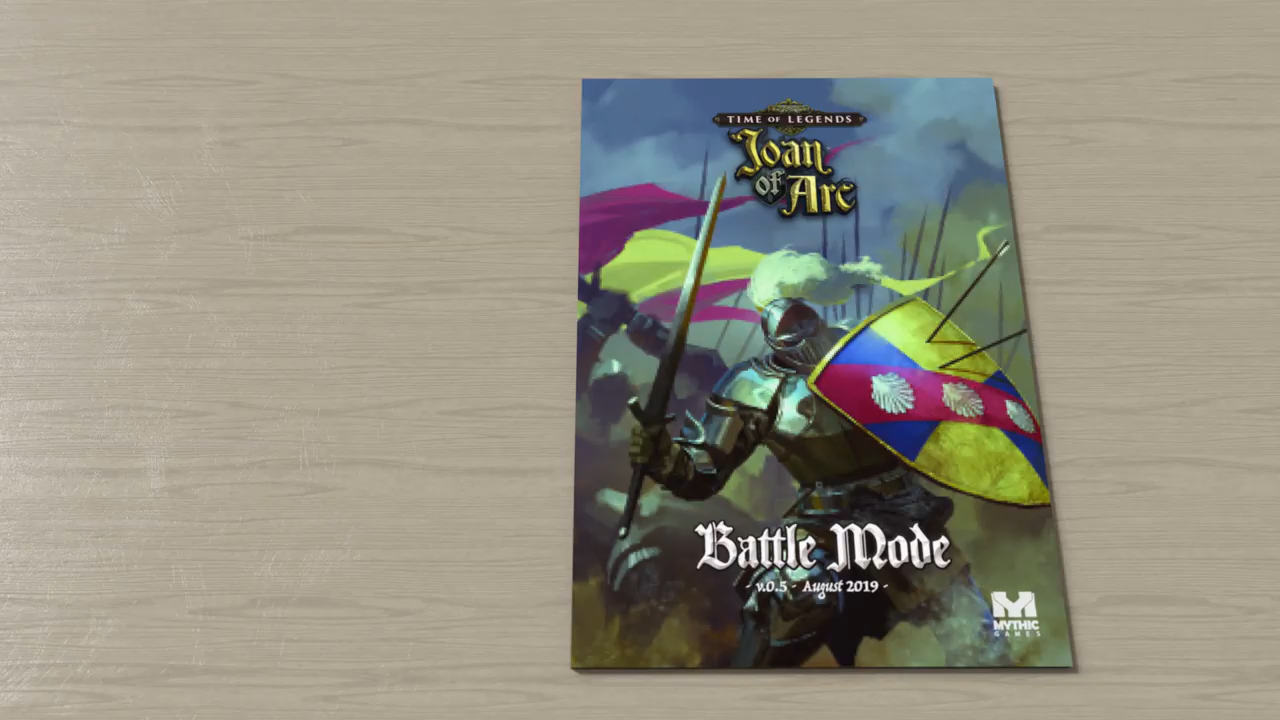 TIME OF LEGENDS
Joan
of Arc
Battle Mode
- v.0.5 - August 2019 -
MYTHIC
GAMES